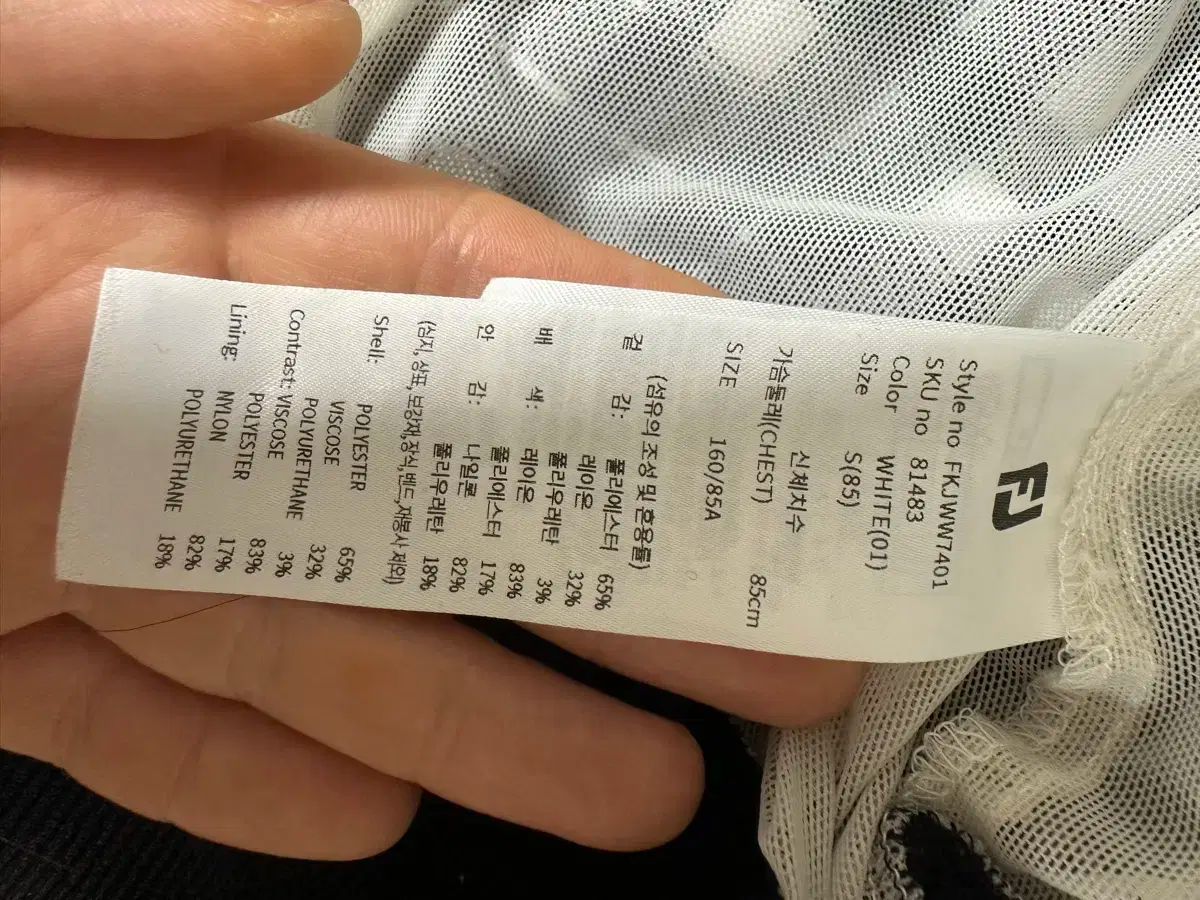 FJ
Style no FKJWW7401
SKU no 81483
Color WHITE(01)
Size S(85)
신체치수
가슴둘레(CHEST) 85cm
SIZE 160/85A
(섬유의 조성 및 혼용률)
겉 감: 폴리에스터 65%
레이온 32%
폴리우레탄 3%
배 색: 레이온 83%
폴리에스터 17%
안 감: 나일론 82%
폴리우레탄 18%
(심지, 상표, 보강재,장식,밴드,재봉사 제외)
Shell: POLYESTER 65%
VISCOSE 32%
POLYURETHANE 3%
Contrast: VISCOSE 83%
POLYESTER 17%
Lining: NYLON 82%
POLYURETHANE 18%